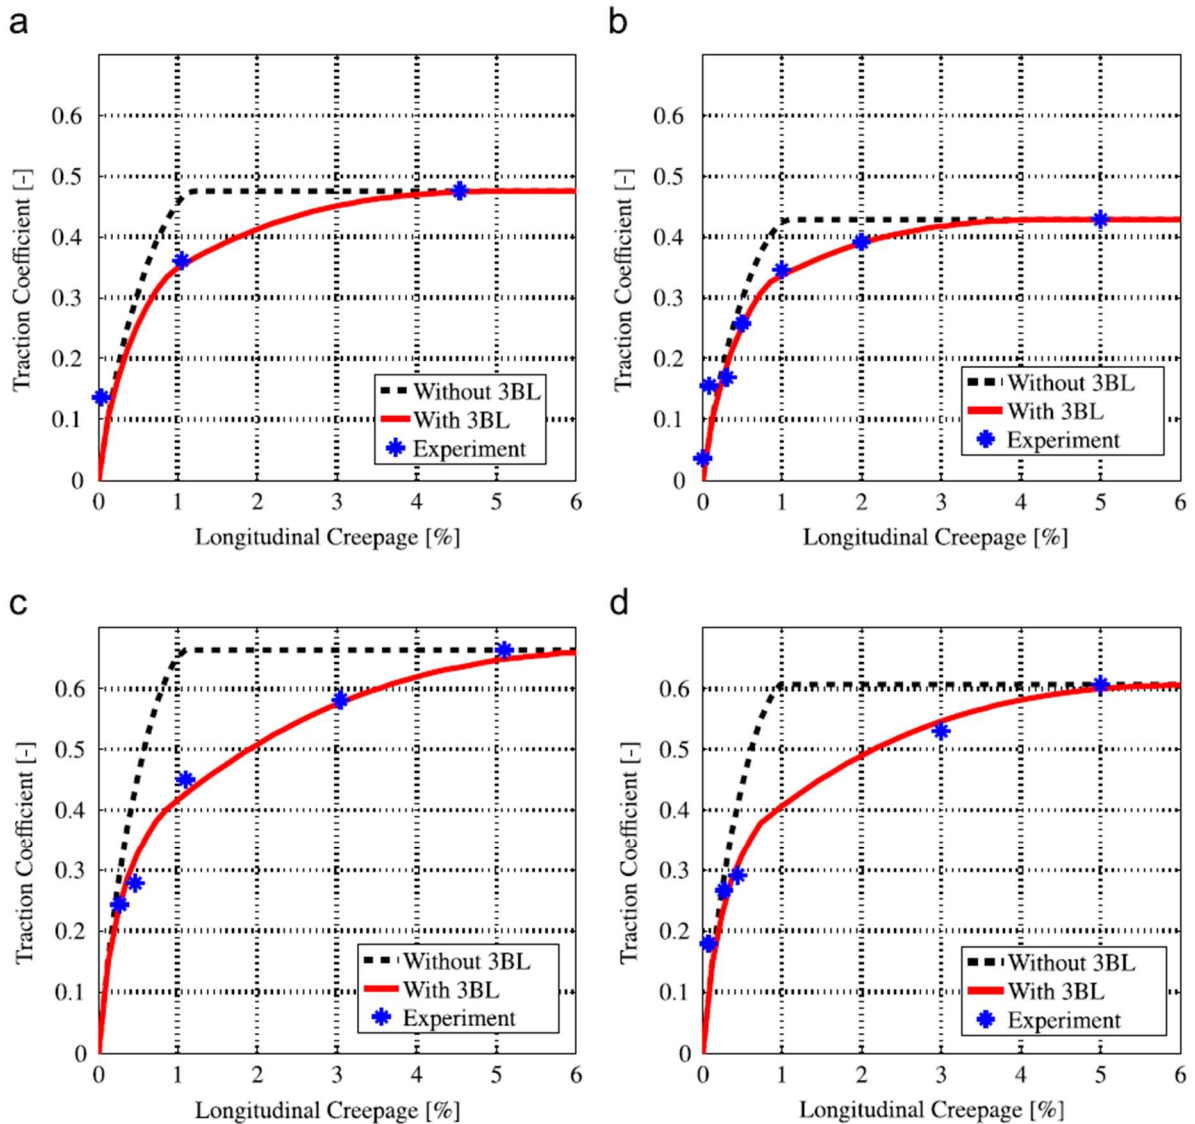 a
0.6
0.5
0.4
0.3
0.2
0.1
0
Traction Coefficient [-]
Without 3BL
With 3BL
Experiment
0 1 2 3 4 5 6
Longitudinal Creepage [%]
b
0.6
0.5
0.4
0.3
0.2
0.1
0
Traction Coefficient [-]
Without 3BL
With 3BL
Experiment
0 1 2 3 4 5 6
Longitudinal Creepage [%]
c
0.6
0.5
0.4
0.3
0.2
0.1
0
Traction Coefficient [-]
Without 3BL
With 3BL
Experiment
0 1 2 3 4 5 6
Longitudinal Creepage [%]
d
0.6
0.5
0.4
0.3
0.2
0.1
0
Traction Coefficient [-]
Without 3BL
With 3BL
Experiment
0 1 2 3 4 5 6
Longitudinal Creepage [%]